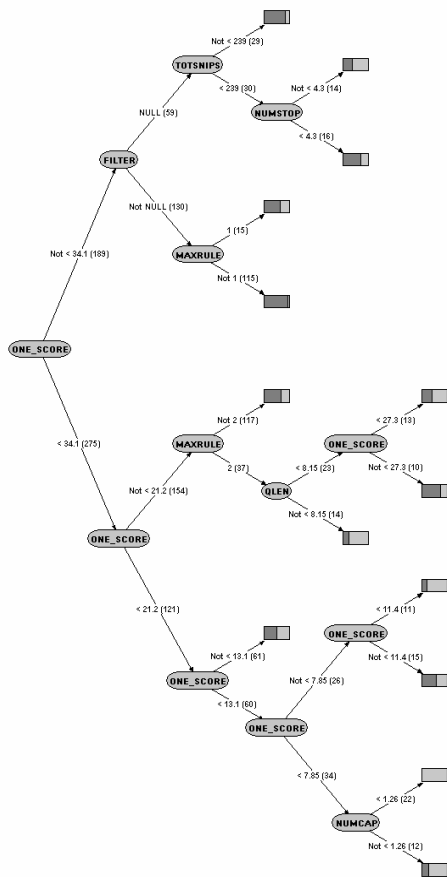 Not < 239 (29)
TOTSNIPS
< 239 (30)
Not < 4.3 (14)
NUMSTOP
< 4.3 (16)
NULL (59)
FILTER
Not NULL (130)
1 (15)
MAXRULE
Not 1 (115)
Not < 34.1 (189)
ONE_SCORE
< 34.1 (275)
Not 2 (117)
< 27.3 (13)
MAXRULE
ONE_SCORE
2 (37)
< 8.15 (23)
Not < 27.3 (10)
Not < 21.2 (154)
QLEN
Not < 8.15 (14)
ONE_SCORE
< 21.2 (121)
< 11.4 (11)
Not < 13.1 (61)
ONE_SCORE
Not < 11.4 (15)
ONE_SCORE
Not < 7.85 (26)
< 13.1 (60)
ONE_SCORE
< 7.85 (34)
< 1.26 (22)
NUMCAP
Not < 1.26 (12)